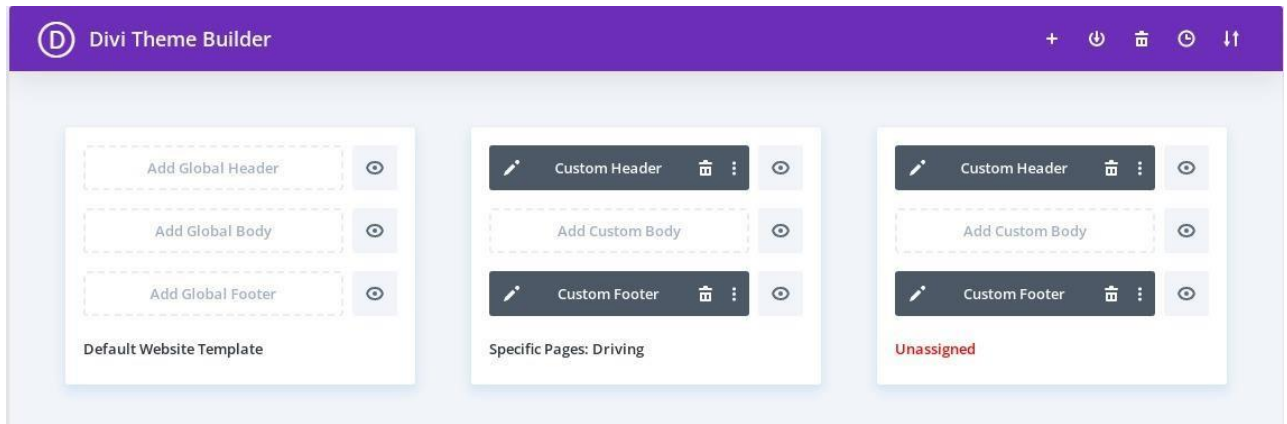 D Divi Theme Builder
Add Global Header
Add Global Body
Add Global Footer
Default Website Template
Custom Header
Add Custom Body
Custom Footer
Specific Pages: Driving
Custom Header
Add Custom Body
Custom Footer
Unassigned